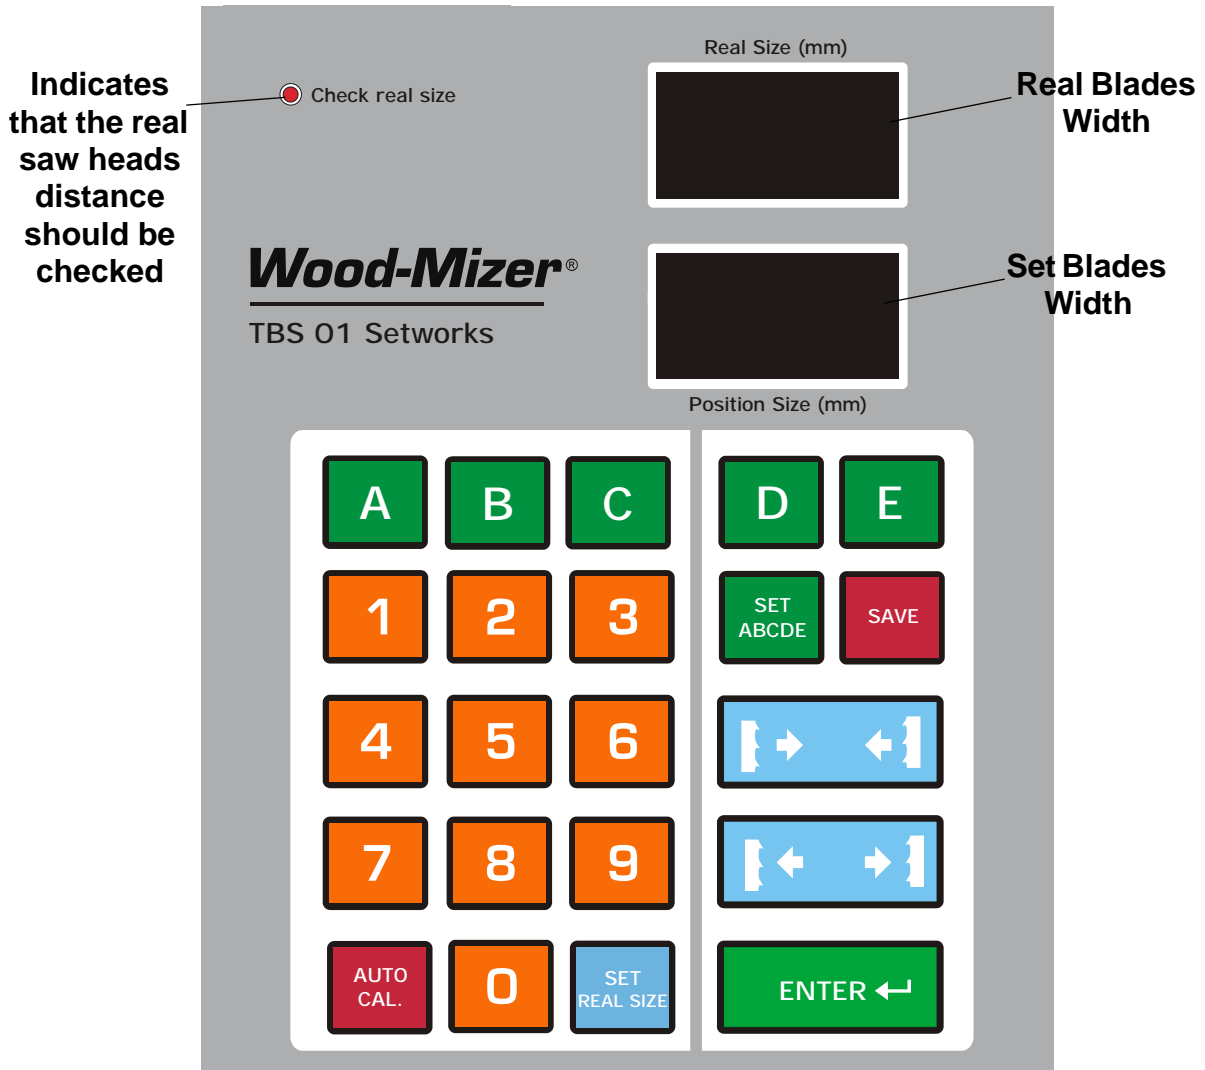 Indicates
that the real
saw heads
distance
should be
checked
Check real size
Real Size (mm)
Real Blades
Width
Wood-Mizer®
TBS 01 Setworks
Set Blades
Width
Position Size (mm)
A B C D E
1 2 3
SET
ABCDE
SAVE
4 5 6
7 8 9
AUTO
CAL.
0
SET
REAL SIZE
ENTER